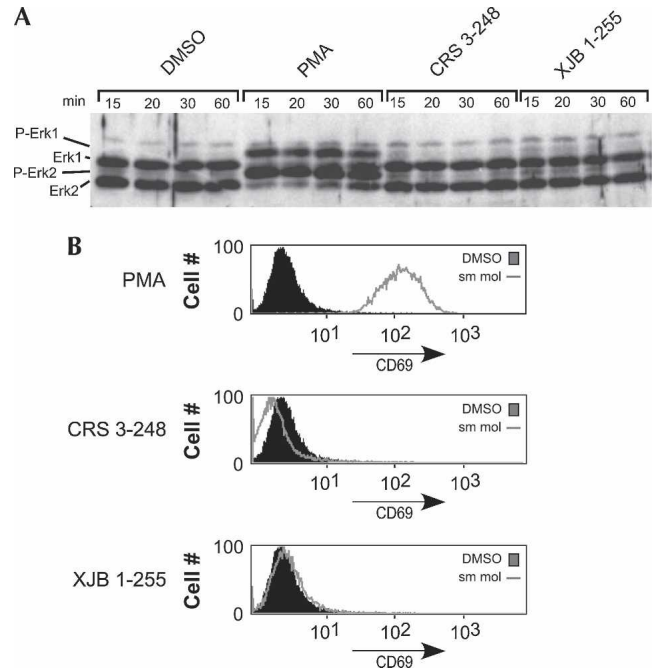 A
DMSO PMA CRS 3-248 XJB 1-255
min 15 20 30 60 15 20 30 60 15 20 30 60 15 20 30 60
P-Erk1
Erk1
P-Erk2
Erk2
B
PMA
Cell #
100
0
DMSO
sm mol
10¹ 10² 10³
CD69
CRS 3-248
Cell #
100
0
DMSO
sm mol
10¹ 10² 10³
CD69
XJB 1-255
Cell #
100
0
DMSO
sm mol
10¹ 10² 10³
CD69